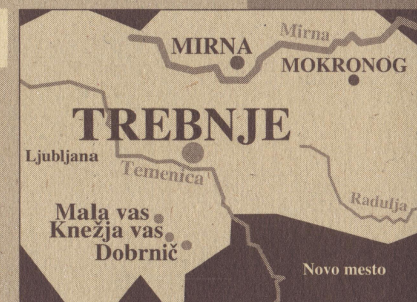 Mirna
MIRNA
MOKRONOG
TREBNJE
Ljubljana
Temenica
Radulja
Mala vas
Knežja vas
Dobrnič
Novo mesto